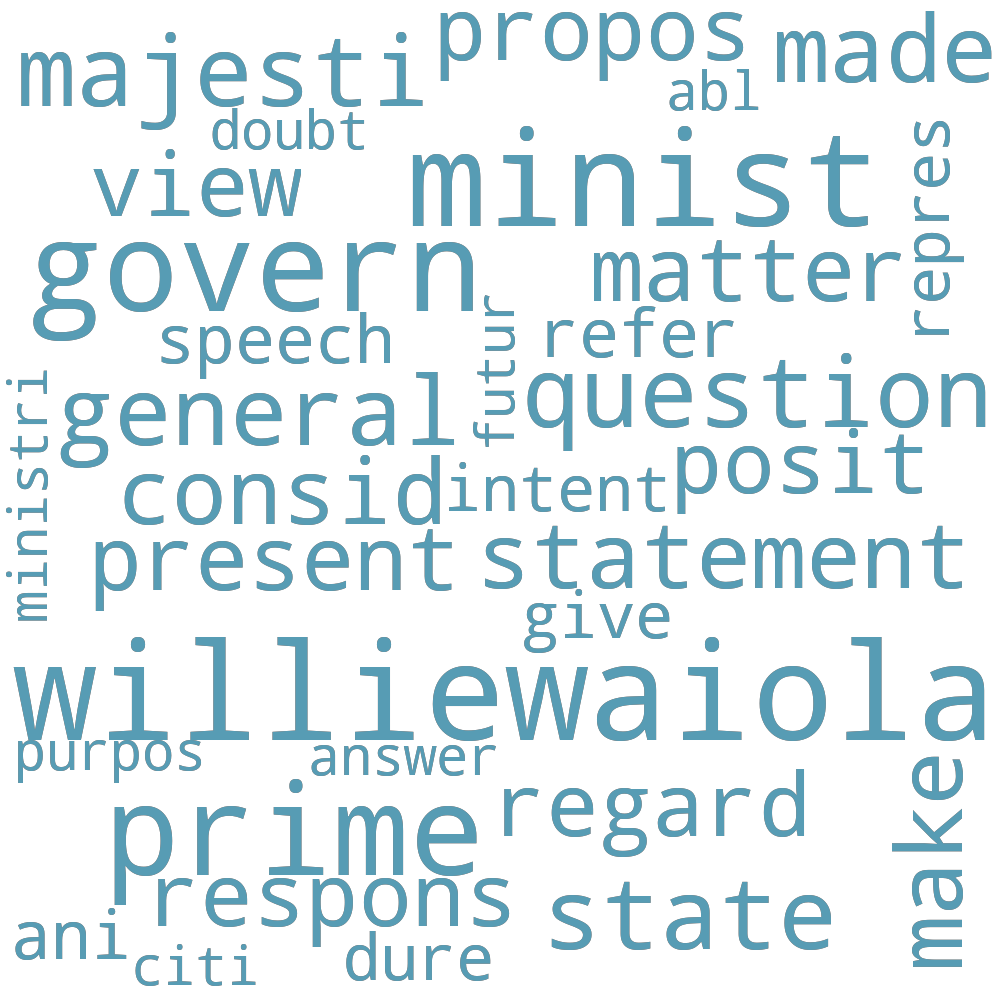 propos
majesti
made
abl
doubt
minist
view
repres
govern
matter
speech
futur
refer
ministri
general
question
consid
intent
posit
present
statement
give
williewaiola
purpos
answer
make
prime
regard
respons
state
ani
citi
dure